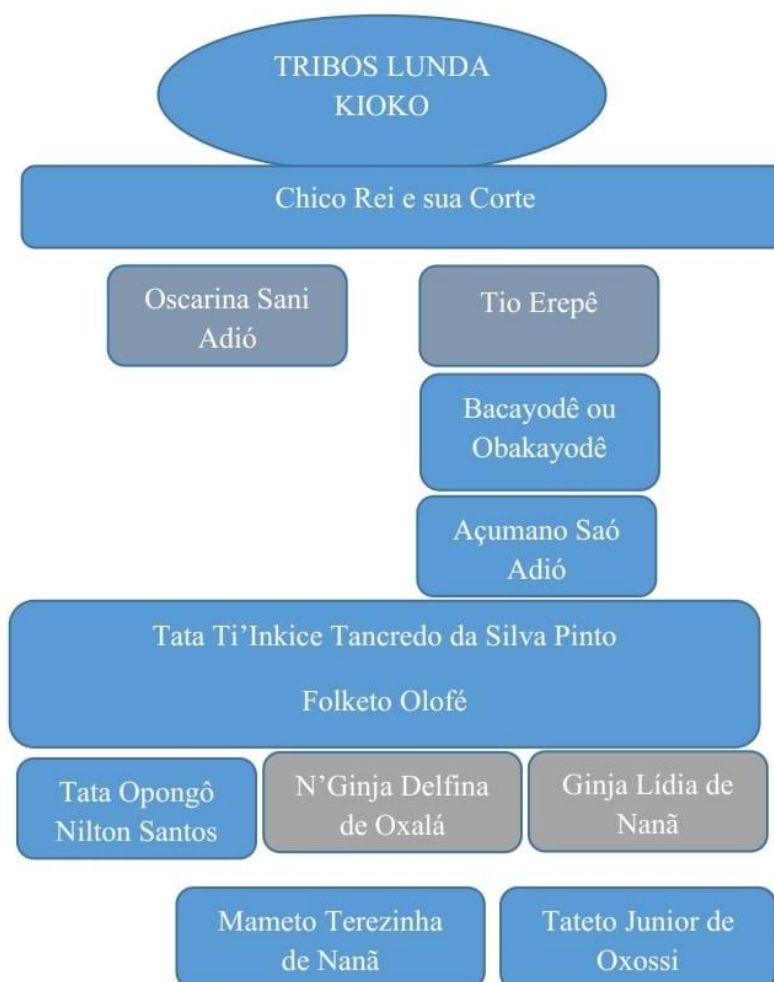 TRIBOS LUNDA
KIOKO
Chico Rei e sua Corte
Oscarina Sani
Adió
Tio Erepê
Bacayodê ou
Obakayodê
Açumano Saó
Adió
Tata Ti’Inkice Tancredo da Silva Pinto
Folketo Olofé
Tata Opongô
Nilton Santos
N’Ginja Delfina
de Oxalá
Ginja Lídia de
Nanã
Mameto Terezinha
de Nanã
Tateto Junior de
Oxossi